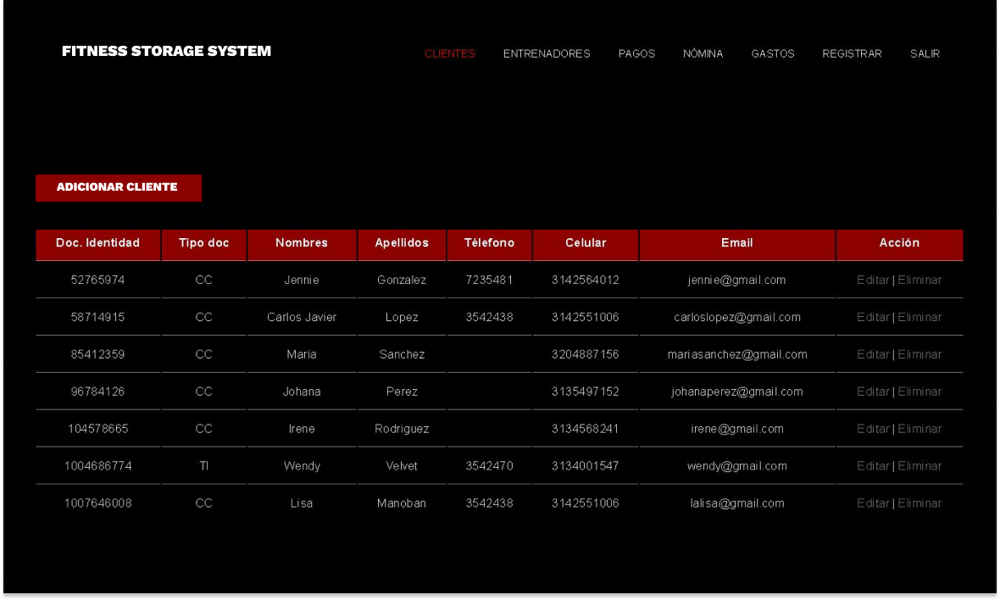 FITNESS STORAGE SYSTEM CLIENTES ENTRENADORES PAGOS NÓMINA GASTOS REGISTRAR SALIR
ADICIONAR CLIENTE
Doc. Identidad Tipo doc Nombres Apellidos Télefono Celular Email Acción
52765974 CC Jennie Gonzalez 7235481 3142564012 jennie@gmail.com Editar | Eliminar
58714915 CC Carlos Javier Lopez 3542438 3142551006 carloslopez@gmail.com Editar | Eliminar
85412359 CC María Sanchez 3204887156 mariasanchez@gmail.com Editar | Eliminar
96784126 CC Johana Perez 3135497152 johanaperez@gmail.com Editar | Eliminar
104578665 CC Irene Rodriguez 3134568241 irene@gmail.com Editar | Eliminar
1004686774 TI Wendy Velvet 3542470 3134001547 wendy@gmail.com Editar | Eliminar
1007646008 CC Lisa Manoban 3542438 3142551006 lalisa@gmail.com Editar | Eliminar